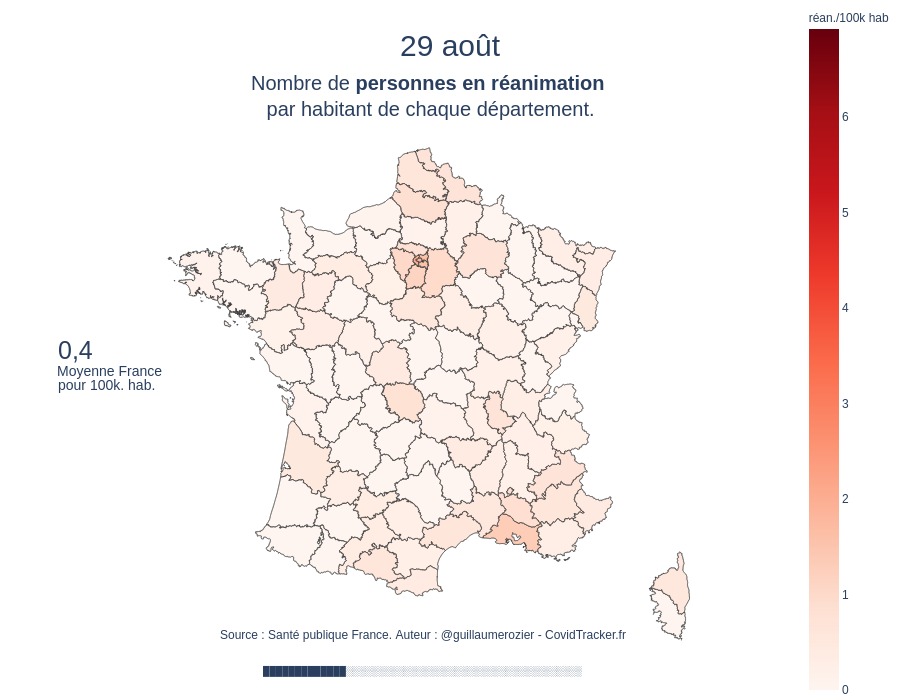 réan./100k hab
29 août
Nombre de personnes en réanimation
par habitant de chaque département.
6
5
4
3
2
1
0
0,4
Moyenne France
pour 100k. hab.
Source : Santé publique France. Auteur : @guillaumerozier - CovidTracker.fr